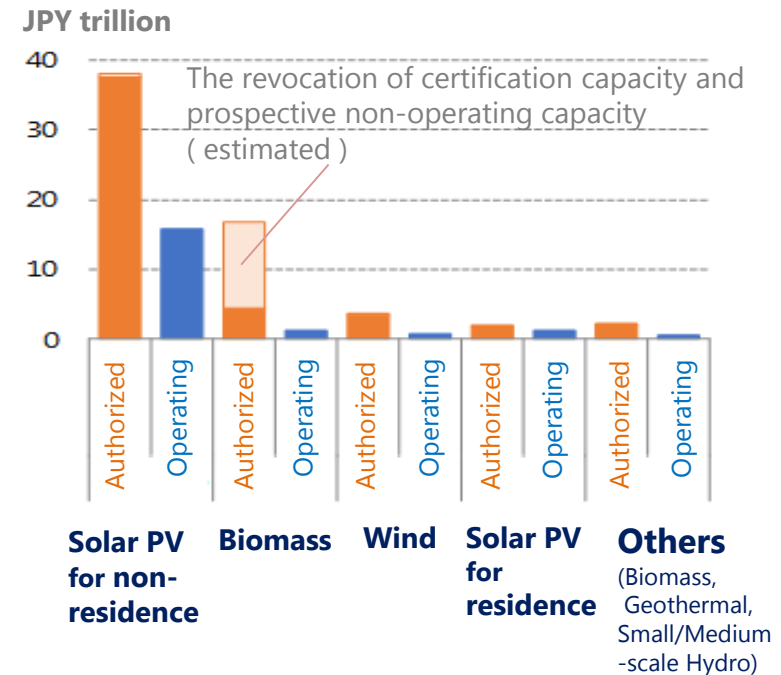 JPY trillion
40
The revocation of certification capacity and
prospective non-operating capacity
30
( estimated )
20
10
0
Authorized
Operating
Authorized
Operating
Authorized
Operating
Authorized
Operating
Authorized
Operating
Solar PV
for non-
residence
Biomass
Wind
Solar PV
for
residence
Others
(Biomass,
Geothermal,
Small/Medium
-scale Hydro)